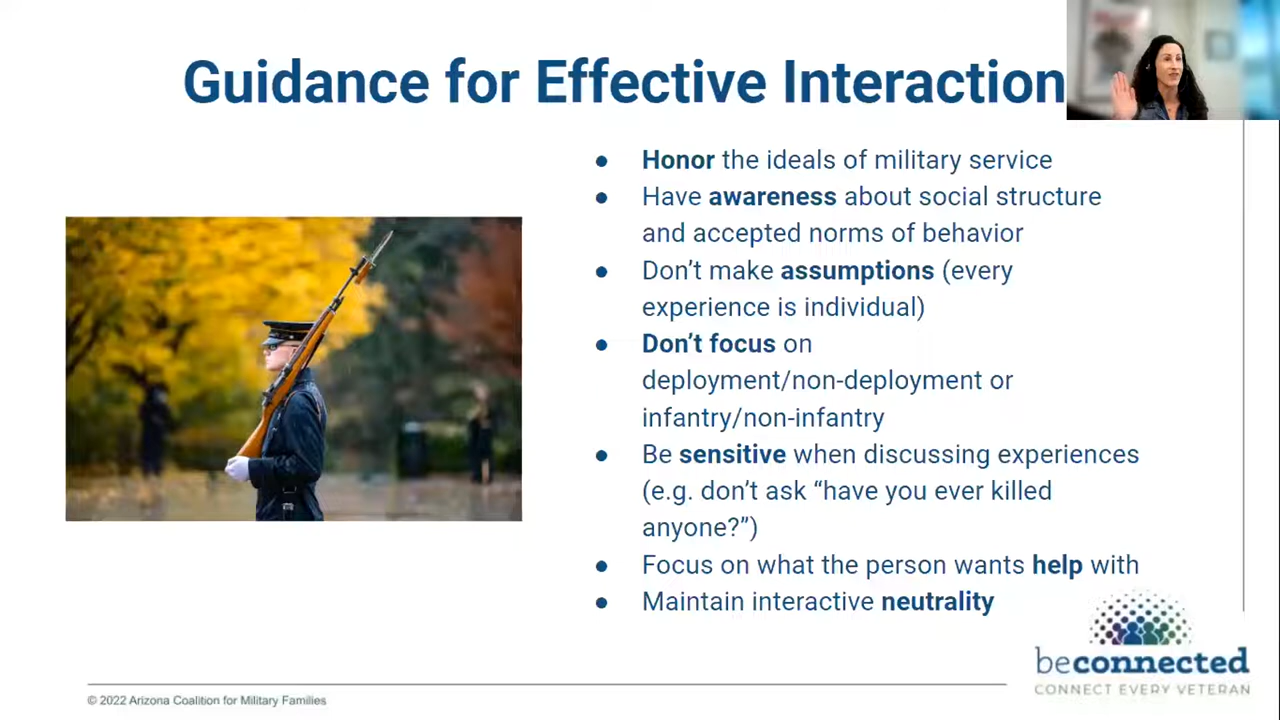 Guidance for Effective Interaction
● Honor the ideals of military service
● Have awareness about social structure
and accepted norms of behavior
● Don’t make assumptions (every
experience is individual)
● Don’t focus on
deployment/non-deployment or
infantry/non-infantry
● Be sensitive when discussing experiences
(e.g. don’t ask “have you ever killed
anyone?”)
● Focus on what the person wants help with
● Maintain interactive neutrality
beconnected
CONNECT EVERY VETERAN
© 2022 Arizona Coalition for Military Families